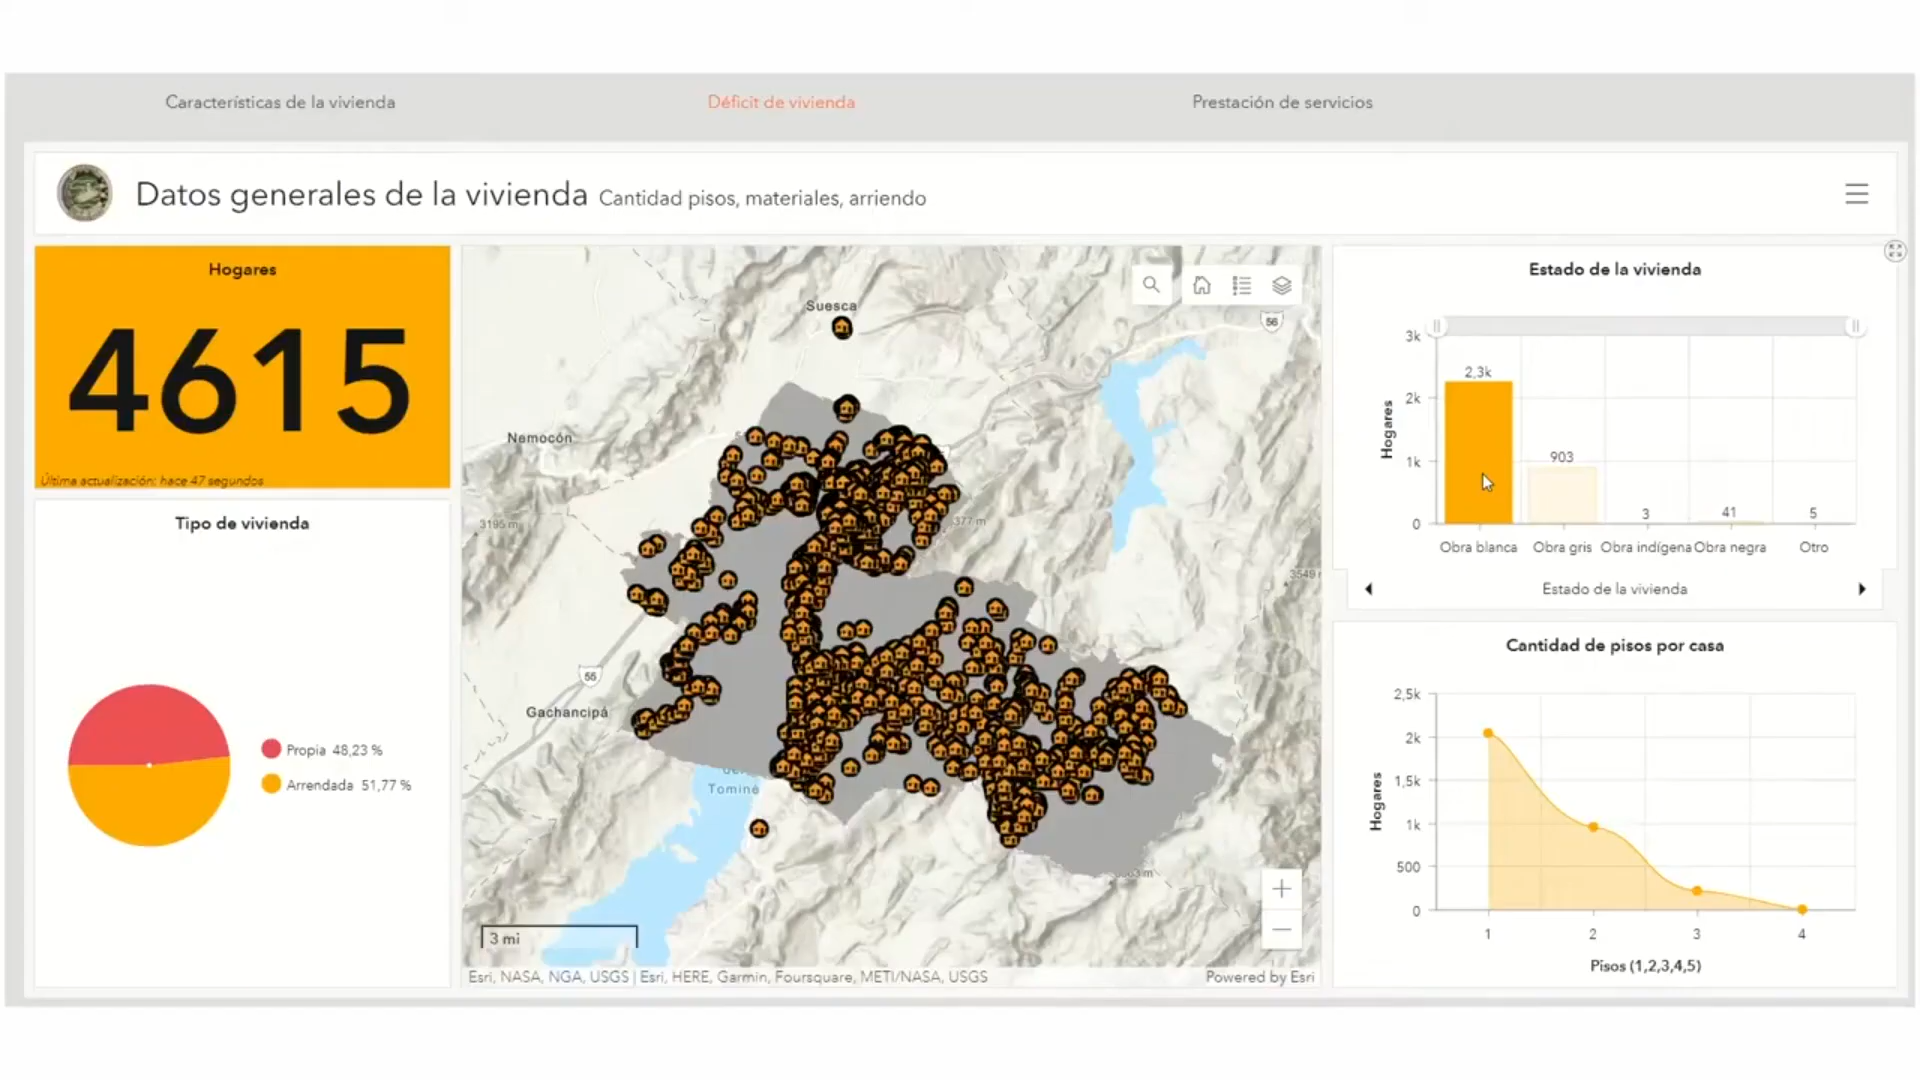 Características de la vivienda
Déficit de vivienda
Prestación de servicios
Datos generales de la vivienda Cantidad pisos, materiales, arriendo
Hogares
4615
Última actualización: hace 47 segundos
Tipo de vivienda
Propia 48,23 %
Arrendada 51,77 %
Suesca
56
Nemocón
3195 m
377 m
3549
55
Gachancipá
Tominé
3 mi
Esri, NASA, NGA, USGS | Esri, HERE, Garmin, Foursquare, METI/NASA, USGS
Powered by Esri
Estado de la vivienda
3k
2k
1k
0
Hogares
2,3k
903
3
41
5
Obra blanca
Obra gris
Obra indígena
Obra negra
Otro
Estado de la vivienda
Cantidad de pisos por casa
2,5k
2k
1,5k
1k
500
0
Hogares
1
2
3
4
Pisos (1,2,3,4,5)